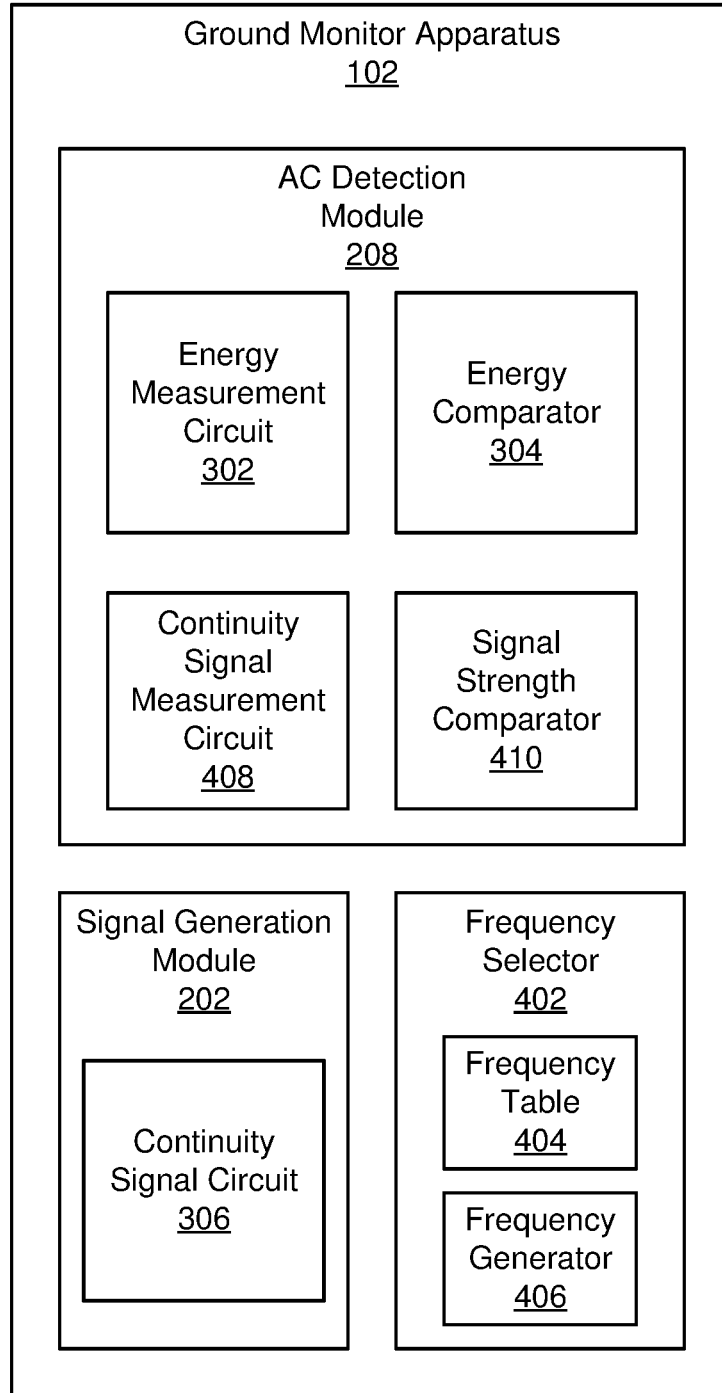 Ground Monitor Apparatus
102
AC Detection
Module
208
Energy
Measurement
Circuit
302
Energy
Comparator
304
Continuity
Signal
Measurement
Circuit
408
Signal
Strength
Comparator
410
Signal Generation
Module
202
Continuity
Signal Circuit
306
Frequency
Selector
402
Frequency
Table
404
Frequency
Generator
406